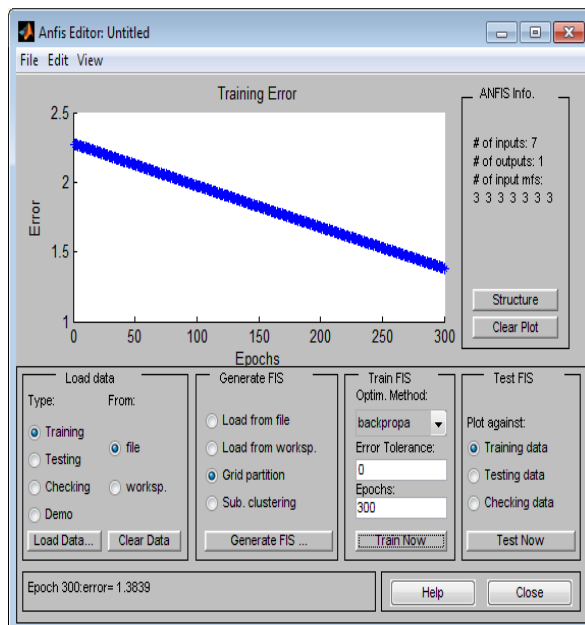 Anfis Editor: Untitled
File Edit View
Training Error
2.5
2
1.5
1
Error
0 50 100 150 200 250 300
Epochs
ANFIS Info.
# of inputs: 7
# of outputs: 1
# of input mfs:
3 3 3 3 3 3 3
Structure
Clear Plot
Load data
Type: From:
Training
file
Testing
Checking
worksp.
Demo
Load Data... Clear Data
Generate FIS
Load from file
Load from worksp.
Grid partition
Sub. clustering
Generate FIS ...
Train FIS
Optim. Method:
backpropa
Error Tolerance:
0
Epochs:
300
Train Now
Test FIS
Plot against:
Training data
Testing data
Checking data
Test Now
Epoch 300:error= 1.3839
Help Close